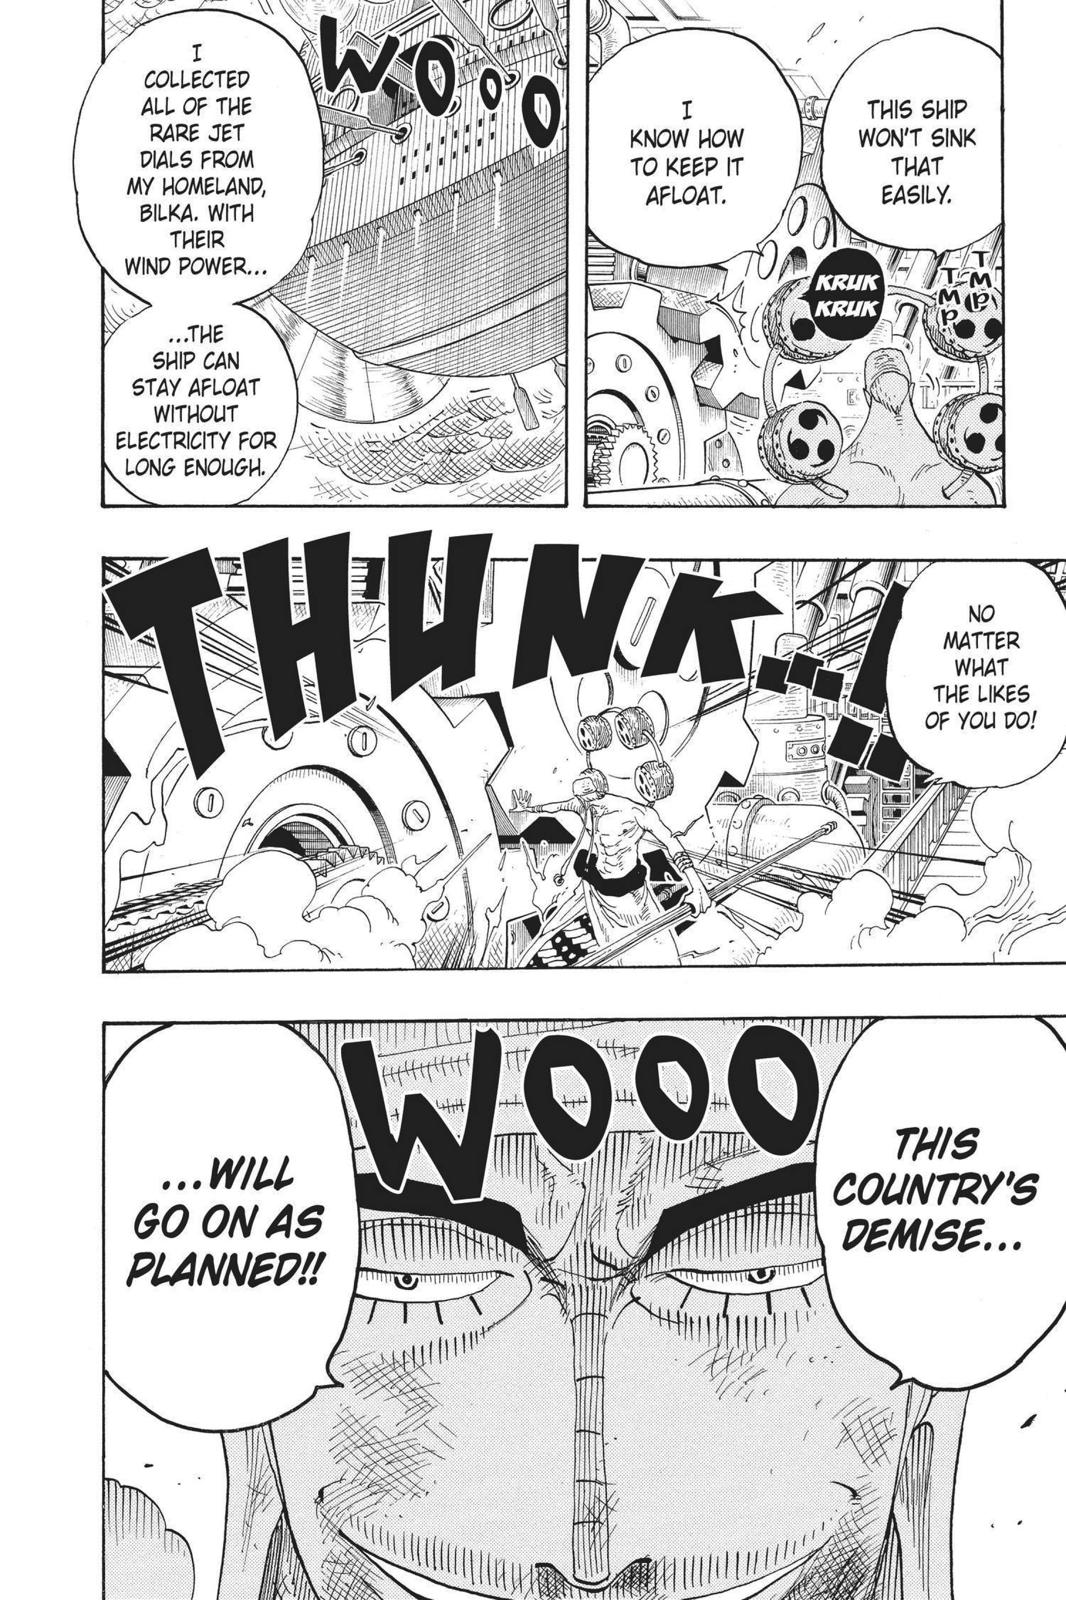 THIS SHIP
WON'T SINK
THAT
EASILY.
I
KNOW HOW
TO KEEP IT
AFLOAT.
KRUK
KRUK
TMP
TMP
WOOO
I
COLLECTED
ALL OF THE
RARE JET
DIALS FROM
MY HOMELAND,
BILKA. WITH
THEIR
WIND POWER...
...THE
SHIP CAN
STAY AFLOAT
WITHOUT
ELECTRICITY FOR
LONG ENOUGH.
NO
MATTER
WHAT
THE LIKES
OF YOU DO!
THUNK...!
WOOO
THIS
COUNTRY'S
DEMISE...
...WILL
GO ON AS
PLANNED!!